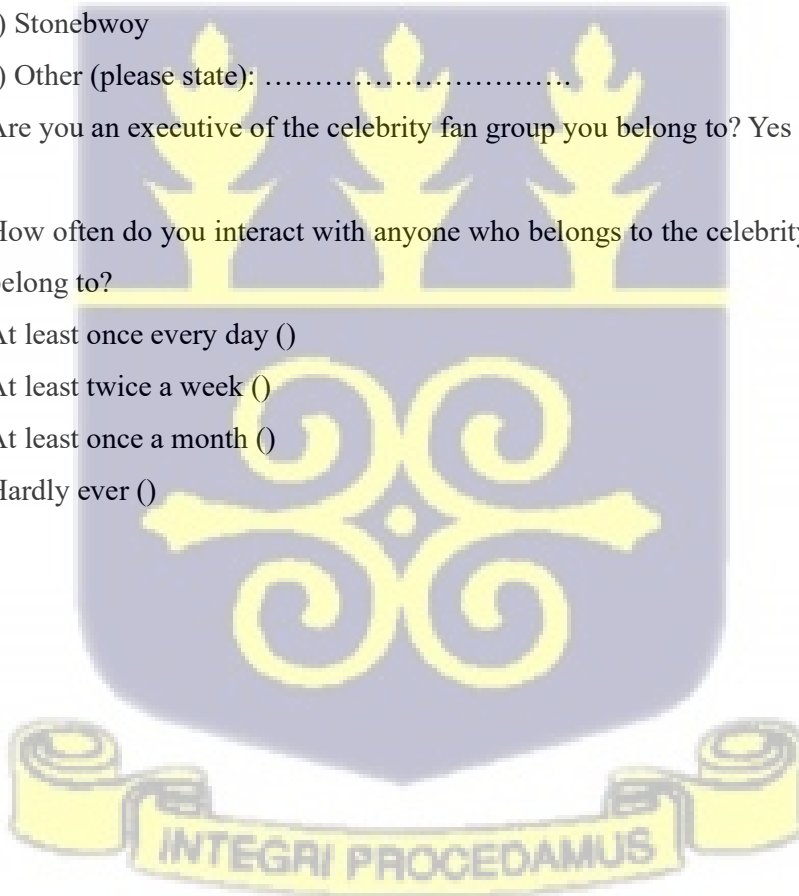 ) Stonebwoy
) Other (please state): …………………………
Are you an executive of the celebrity fan group you belong to? Yes
How often do you interact with anyone who belongs to the celebrity
belong to?
At least once every day ()
At least twice a week ()
At least once a month ()
Hardly ever ()
INTEGRI PROCEDAMUS